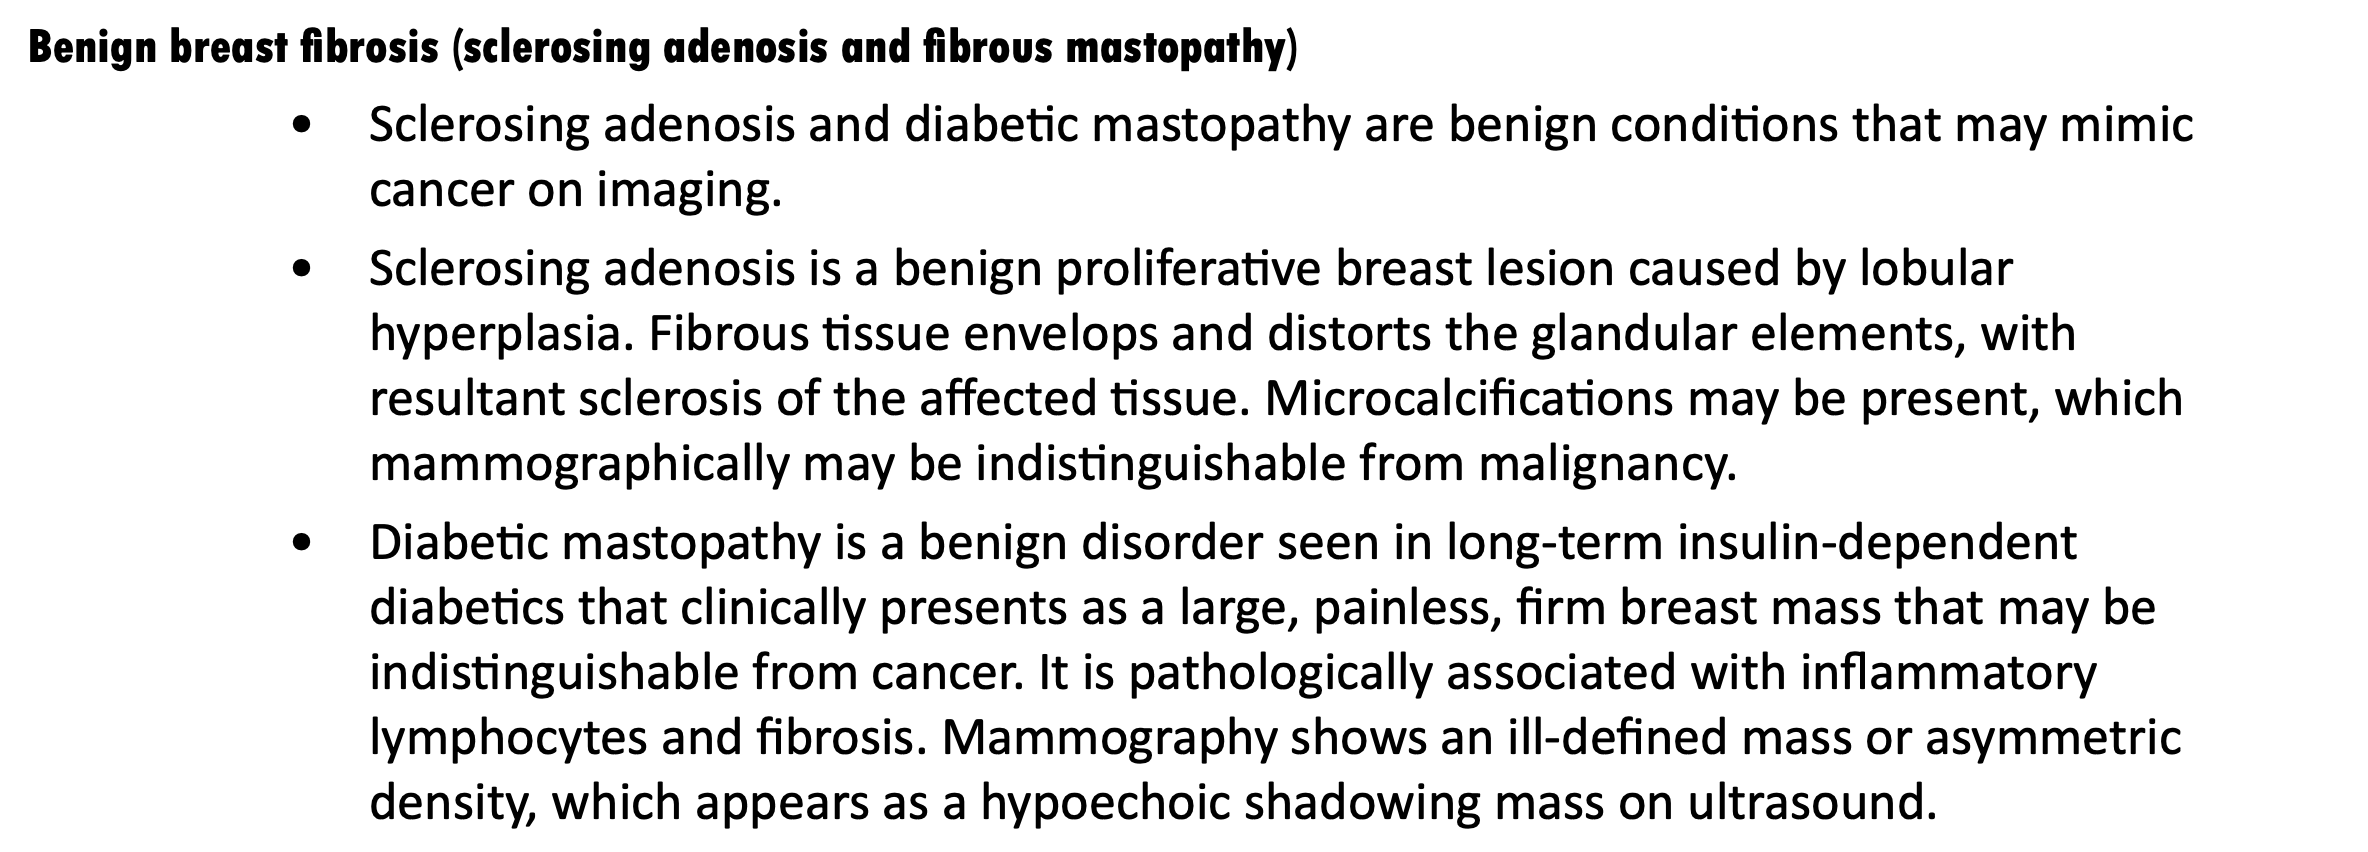 Benign breast fibrosis (sclerosing adenosis and fibrous mastopathy)
• Sclerosing adenosis and diabetic mastopathy are benign conditions that may mimic
cancer on imaging.
• Sclerosing adenosis is a benign proliferative breast lesion caused by lobular
hyperplasia. Fibrous tissue envelops and distorts the glandular elements, with
resultant sclerosis of the affected tissue. Microcalcifications may be present, which
mammographically may be indistinguishable from malignancy.
• Diabetic mastopathy is a benign disorder seen in long-term insulin-dependent
diabetics that clinically presents as a large, painless, firm breast mass that may be
indistinguishable from cancer. It is pathologically associated with inflammatory
lymphocytes and fibrosis. Mammography shows an ill-defined mass or asymmetric
density, which appears as a hypoechoic shadowing mass on ultrasound.